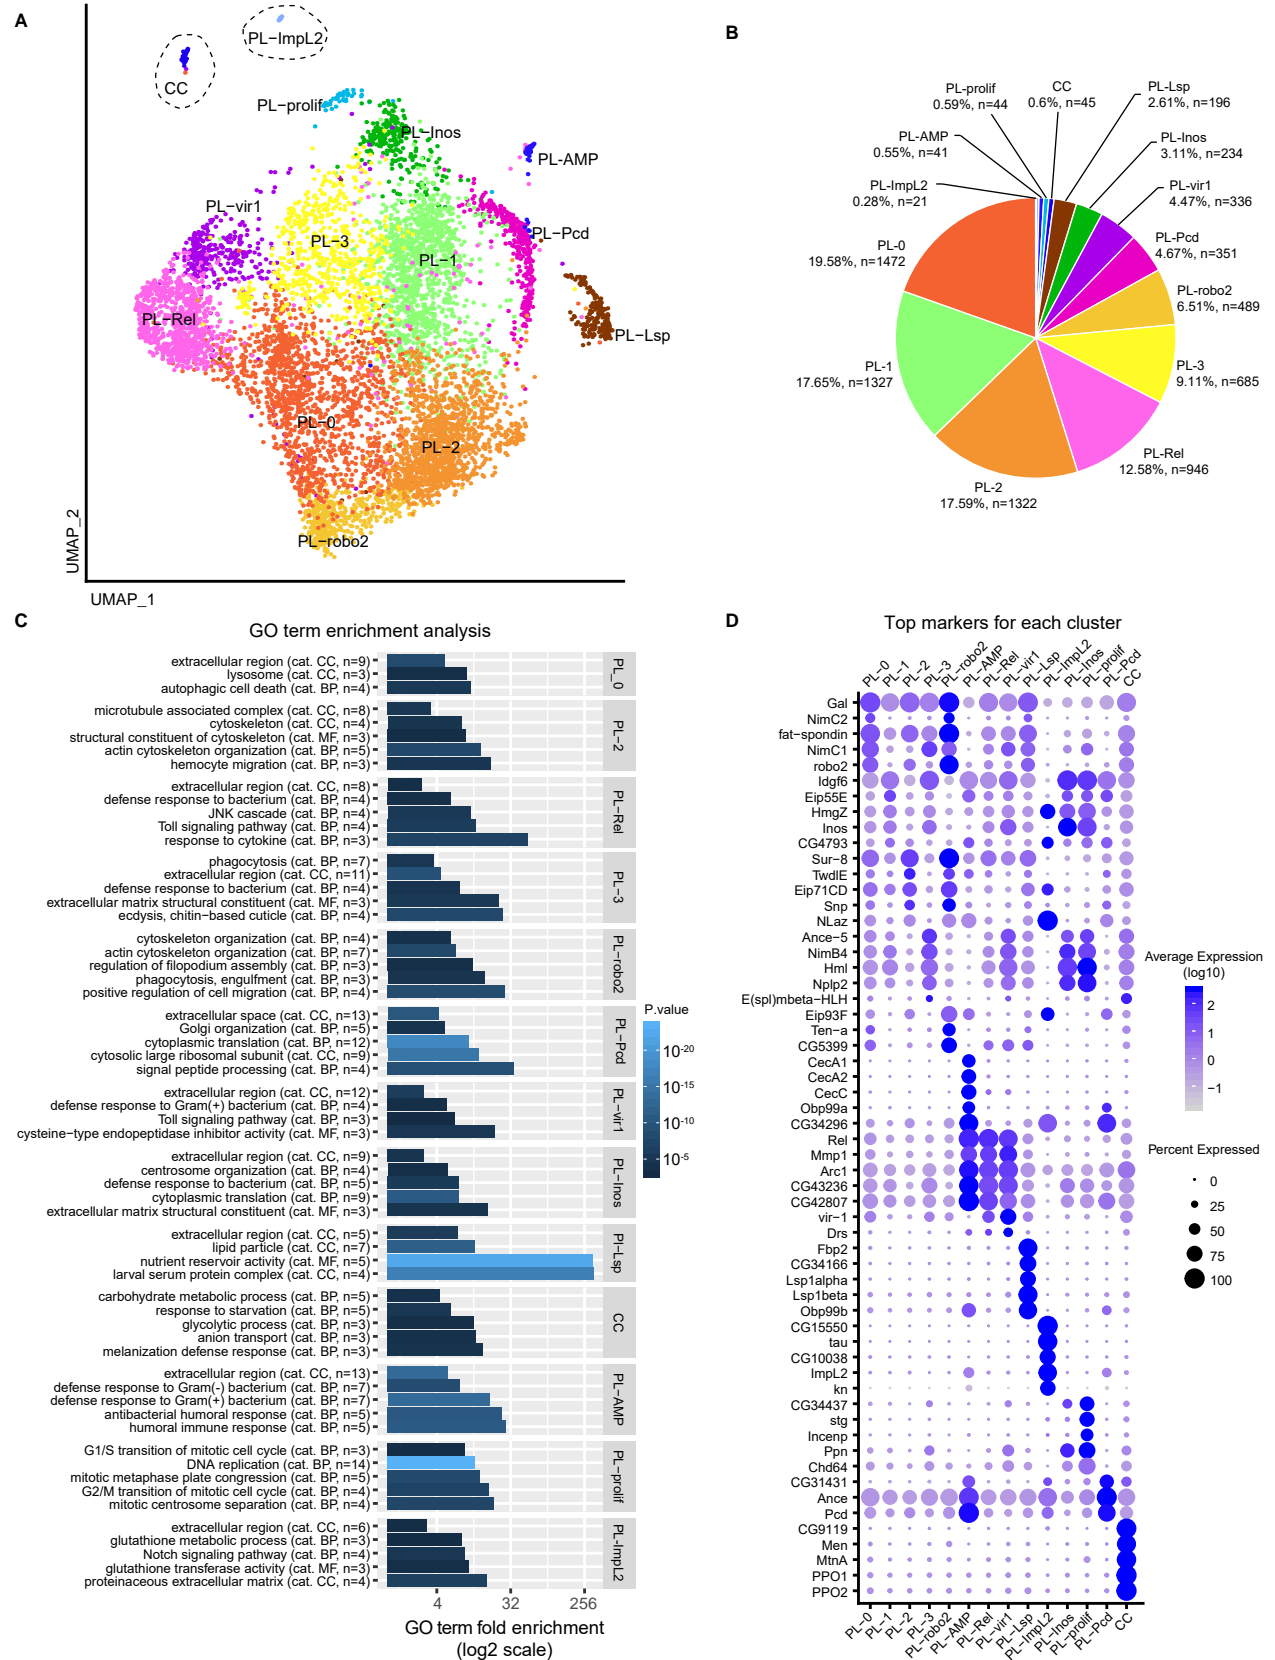 A
PL−ImpL2
CC
PL−prolif
PL−Inos
PL−AMP
PL−vir1
PL−Pcd
PL−3
PL−1
PL−Rel
PL−Lsp
PL−0
PL−2
PL−robo2
UMAP_2
UMAP_1
B
PL-prolif
0.59%, n=44
CC
0.6%, n=45
PL-Lsp
2.61%, n=196
PL-AMP
0.55%, n=41
PL-Inos
3.11%, n=234
PL-ImpL2
0.28%, n=21
PL-vir1
4.47%, n=336
PL-0
19.58%, n=1472
PL-Pcd
4.67%, n=351
PL-robo2
6.51%, n=489
PL-1
17.65%, n=1327
PL-3
9.11%, n=685
PL-Rel
12.58%, n=946
PL-2
17.59%, n=1322
C
GO term enrichment analysis
extracellular region (cat. CC, n=9)
lysosome (cat. CC, n=3)
autophagic cell death (cat. BP, n=4)
PL_0
microtubule associated complex (cat. CC, n=8)
cytoskeleton (cat. CC, n=4)
structural constituent of cytoskeleton (cat. MF, n=3)
actin cytoskeleton organization (cat. BP, n=5)
hemocyte migration (cat. BP, n=3)
PL−2
extracellular region (cat. CC, n=8)
defense response to bacterium (cat. BP, n=4)
JNK cascade (cat. BP, n=4)
Toll signaling pathway (cat. BP, n=4)
response to cytokine (cat. BP, n=3)
PL−Rel
phagocytosis (cat. BP, n=7)
extracellular region (cat. CC, n=11)
defense response to bacterium (cat. BP, n=4)
extracellular matrix structural constituent (cat. MF, n=3)
ecdysis, chitin−based cuticle (cat. BP, n=4)
PL−3
cytoskeleton organization (cat. BP, n=4)
actin cytoskeleton organization (cat. BP, n=7)
regulation of filopodium assembly (cat. BP, n=3)
phagocytosis, engulfment (cat. BP, n=3)
positive regulation of cell migration (cat. BP, n=4)
PL−robo2
extracellular space (cat. CC, n=13)
Golgi organization (cat. BP, n=5)
cytoplasmic translation (cat. BP, n=12)
cytosolic large ribosomal subunit (cat. CC, n=9)
signal peptide processing (cat. BP, n=4)
PL−Pcd
extracellular region (cat. CC, n=12)
defense response to Gram(+) bacterium (cat. BP, n=4)
Toll signaling pathway (cat. BP, n=3)
cysteine−type endopeptidase inhibitor activity (cat. MF, n=3)
PL−vir1
extracellular region (cat. CC, n=9)
centrosome organization (cat. BP, n=4)
defense response to bacterium (cat. BP, n=5)
cytoplasmic translation (cat. BP, n=9)
extracellular matrix structural constituent (cat. MF, n=3)
PL−Inos
extracellular region (cat. CC, n=5)
lipid particle (cat. CC, n=7)
nutrient reservoir activity (cat. MF, n=5)
larval serum protein complex (cat. CC, n=4)
Pl−Lsp
carbohydrate metabolic process (cat. BP, n=5)
response to starvation (cat. BP, n=5)
glycolytic process (cat. BP, n=3)
anion transport (cat. BP, n=3)
melanization defense response (cat. BP, n=3)
CC
extracellular region (cat. CC, n=13)
defense response to Gram(-) bacterium (cat. BP, n=7)
defense response to Gram(+) bacterium (cat. BP, n=7)
antibacterial humoral response (cat. BP, n=5)
humoral immune response (cat. BP, n=5)
PL−AMP
G1/S transition of mitotic cell cycle (cat. BP, n=3)
DNA replication (cat. BP, n=14)
mitotic metaphase plate congression (cat. BP, n=5)
G2/M transition of mitotic cell cycle (cat. BP, n=4)
mitotic centrosome separation (cat. BP, n=4)
PL−prolif
extracellular region (cat. CC, n=6)
glutathione metabolic process (cat. BP, n=3)
Notch signaling pathway (cat. BP, n=4)
glutathione transferase activity (cat. MF, n=3)
proteinaceous extracellular matrix (cat. CC, n=4)
PL-ImpL2
4 32 256
GO term fold enrichment
(log2 scale)
P.value
10-20
10-15
10-10
10-5
D
Top markers for each cluster
PL-0 PL-1 PL-2 PL-3 PL-robo2 PL-AMP PL-Rel PL-vir1 PL-Lsp PL-ImpL2 PL-Inos PL-prolif PL-Pcd CC
Gal
NimC2
fat-spondin
NimC1
robo2
Idgf6
Eip55E
HmgZ
Inos
CG4793
Sur-8
TwdlE
Eip71CD
Snp
NLaz
Ance-5
NimB4
Hml
Nplp2
E(spl)mbeta-HLH
Eip93F
Ten-a
CG5399
CecA1
CecA2
CecC
Obp99a
CG34296
Rel
Mmp1
Arc1
CG43236
CG42807
vir-1
Drs
Fbp2
CG34166
Lsp1alpha
Lsp1beta
Obp99b
CG15550
tau
CG10038
ImpL2
kn
CG34437
stg
Incenp
Ppn
Chd64
CG31431
Ance
Pcd
CG9119
Men
MtnA
PPO1
PPO2
PL-0 PL-1 PL-2 PL-3 PL-robo2 PL-AMP PL-Rel PL-vir1 PL-Lsp PL-ImpL2 PL-Inos PL-prolif PL-Pcd CC
Average Expression
(log10)
2
1
0
−1
Percent Expressed
0
25
50
75
100